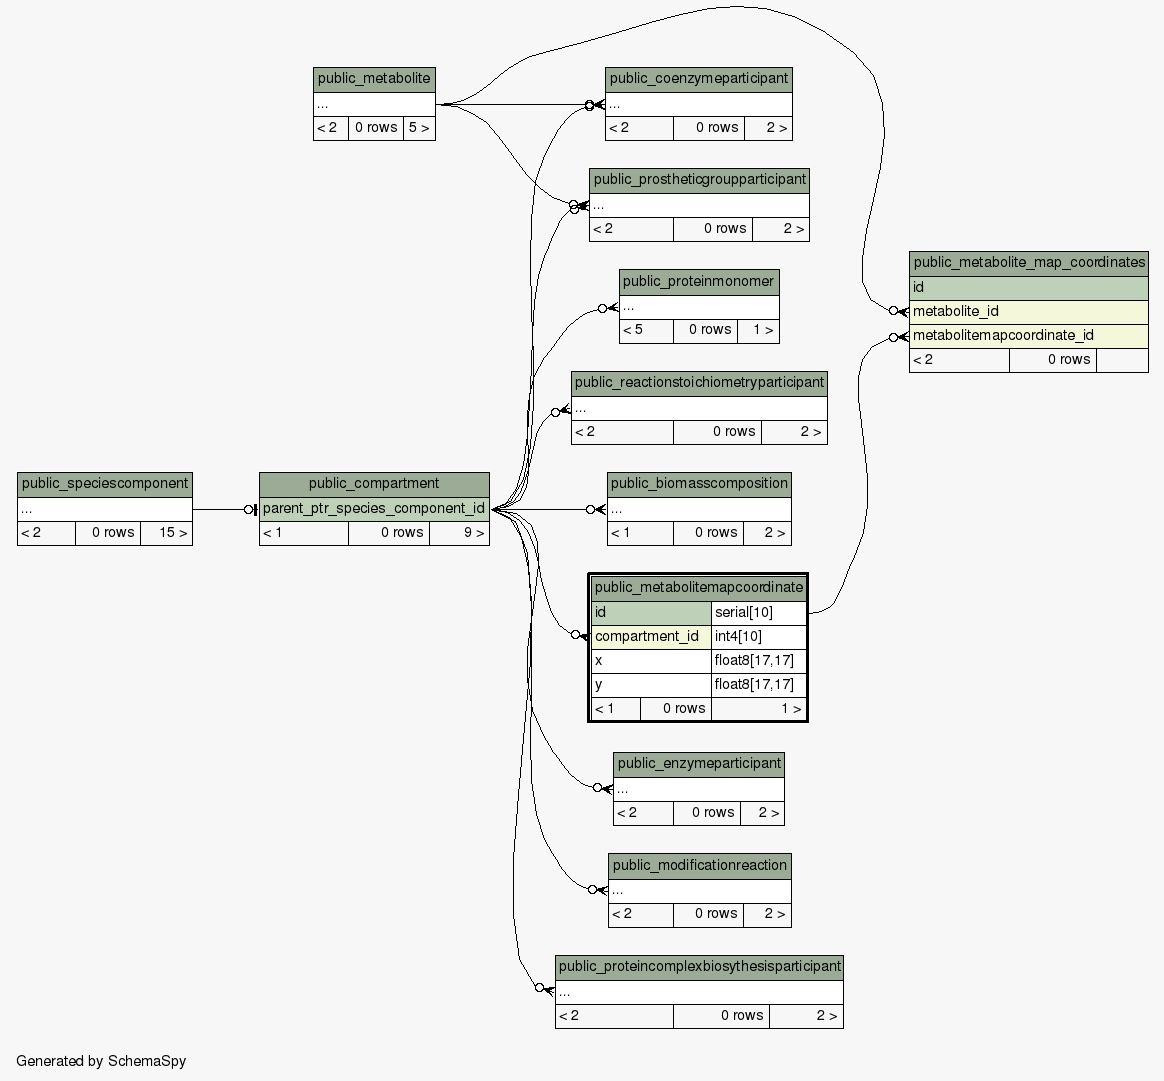 public_metabolite
...
< 2 0 rows 5 >
public_coenzymeparticipant
...
< 2 0 rows 2 >
public_prostheticgroupparticipant
...
< 2 0 rows 2 >
public_metabolite_map_coordinates
id
metabolite_id
metabolitemapcoordinate_id
< 2 0 rows
public_proteinmonomer
...
< 5 0 rows 1 >
public_reactionstoichiometryparticipant
...
< 2 0 rows 2 >
public_speciescomponent
...
< 2 0 rows 15 >
public_compartment
parent_ptr_species_component_id
< 1 0 rows 9 >
public_biomasscomposition
...
< 1 0 rows 2 >
public_metabolitemapcoordinate
id serial[10]
compartment_id int4[10]
x float8[17,17]
y float8[17,17]
< 1 0 rows 1 >
public_enzymeparticipant
...
< 2 0 rows 2 >
public_modificationreaction
...
< 2 0 rows 2 >
public_proteincomplexbiosythesisparticipant
...
< 2 0 rows 2 >
Generated by SchemaSpy